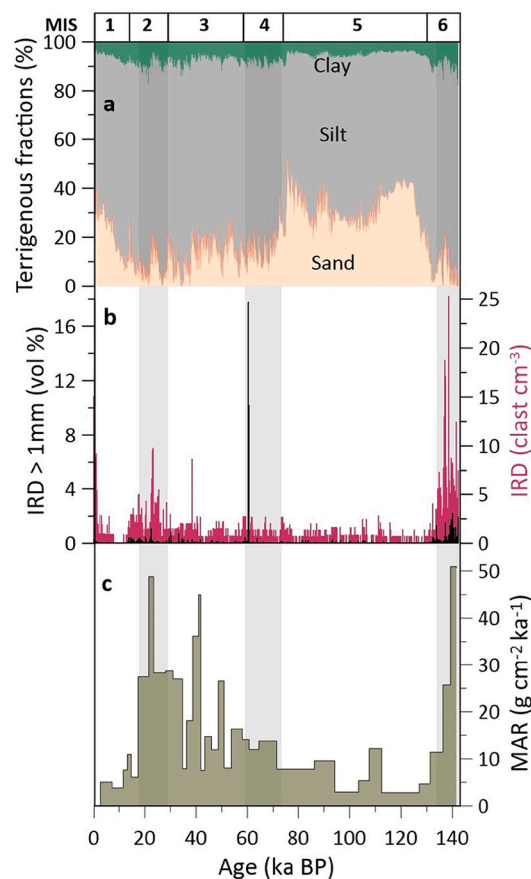 MIS 1 2 3 4 5 6
100
80
60
40
20
0
Terrigenous fractions (%)
a
Clay
Silt
Sand
16
12
8
4
0
IRD > 1mm (vol %)
b
25
20
15
10
5
0
IRD (clast cm-3)
c
50
40
30
20
10
0
MAR (g cm-2 ka-1)
0 20 40 60 80 100 120 140
Age (ka BP)